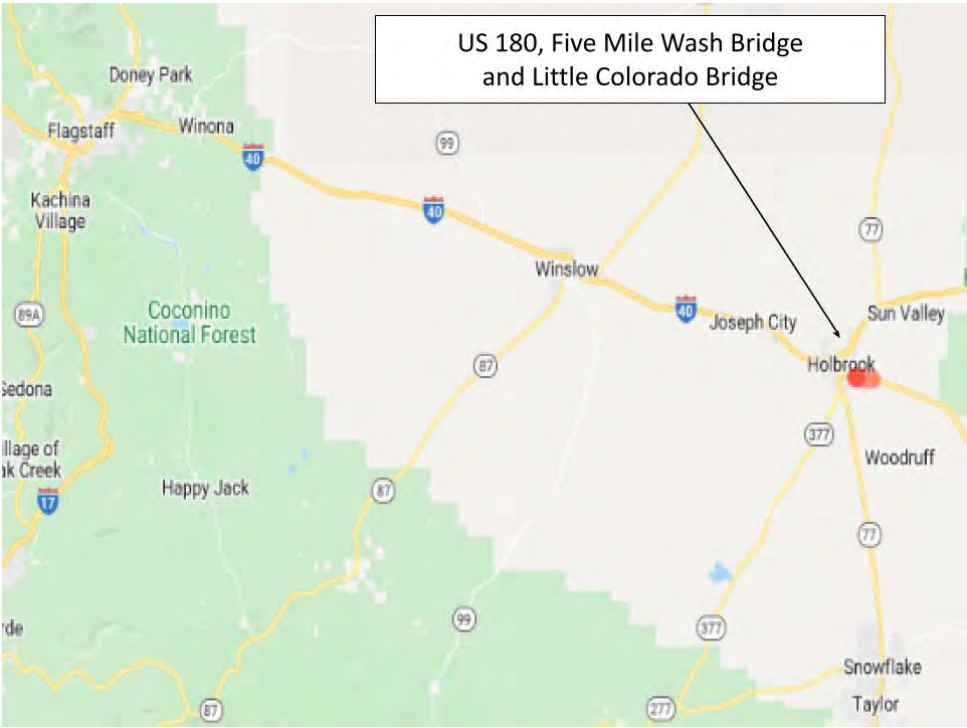 US 180, Five Mile Wash Bridge
and Little Colorado Bridge
Doney Park
Flagstaff
Winona
99
40
Kachina
Village
40
77
Winslow
89A
Coconino
National Forest
40
Joseph City
Sun Valley
87
Holbrook
Sedona
377
illage of
ak Creek
Woodruff
17
Happy Jack
87
77
99
rde
377
Snowflake
87
277
Taylor